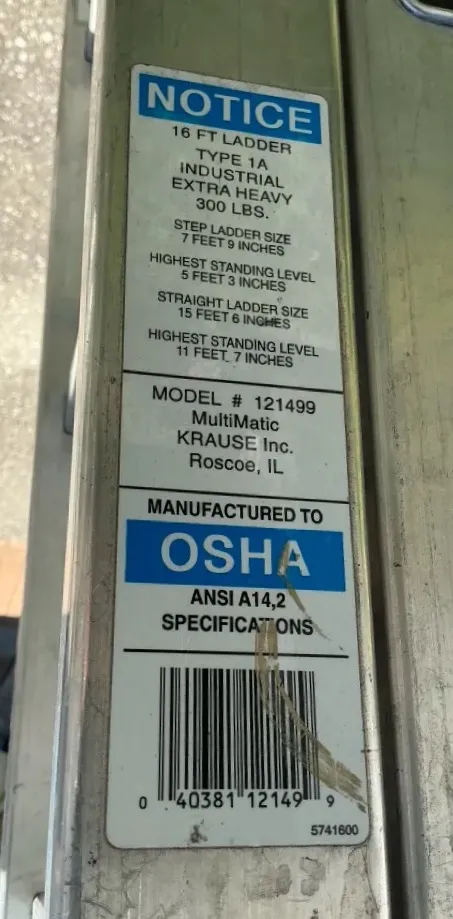 NOTICE
16 FT LADDER
TYPE 1A
INDUSTRIAL
EXTRA HEAVY
300 LBS.
STEP LADDER SIZE
7 FEET 9 INCHES
HIGHEST STANDING LEVEL
5 FEET 3 INCHES
STRAIGHT LADDER SIZE
15 FEET 6 INCHES
HIGHEST STANDING LEVEL
11 FEET 7 INCHES
MODEL # 121499
MultiMatic
KRAUSE Inc.
Roscoe, IL
MANUFACTURED TO
OSHA
ANSI A14,2
SPECIFICATIONS
0 40381 12149 9
5741600